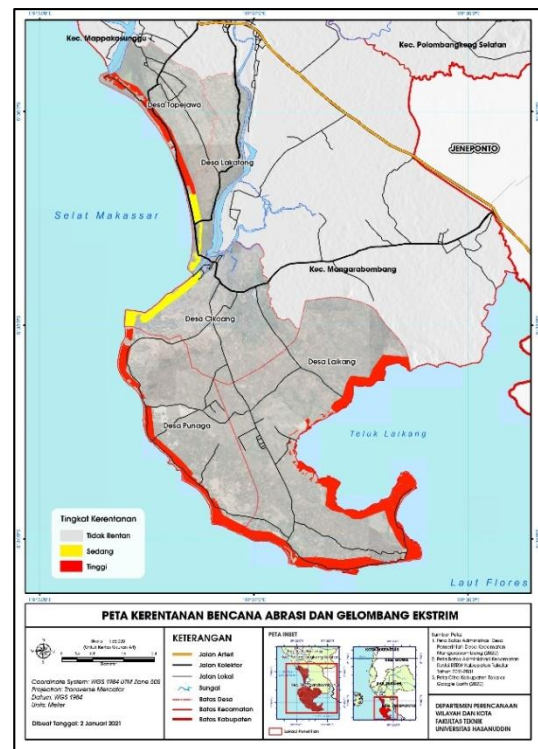 Kec. Mappakasunggu
Kec. Polombangkeng Selatan
Desa Topejawa
JENEPONTO
Desa Lakatong
Selat Makassar
Kec. Mangarabombang
Desa Cikoang
Desa Laikang
Desa Punaga
Teluk Laikang
Laut Flores
Tingkat Kerentanan
Tidak Rentan
Sedang
Tinggi
PETA KERENTANAN BENCANA ABRASI DAN GELOMBANG EKSTRIM
Coordinate System: WGS 1984 UTM Zone 50S
Projection: Transverse Mercator
Datum: WGS 1984
Units: Meter
Dibuat Tanggal: 2 Januari 2021
KETERANGAN
Jalan Arteri
Jalan Kolektor
Jalan Lokal
Sungai
Batas Desa
Batas Kecamatan
Batas Kabupaten
PETA INSET
Lokasi Penelitian
Sumber Peta:
DEPARTEMEN PERENCANAAN
WILAYAH DAN KOTA
FAKULTAS TEKNIK
UNIVERSITAS HASANUDDIN